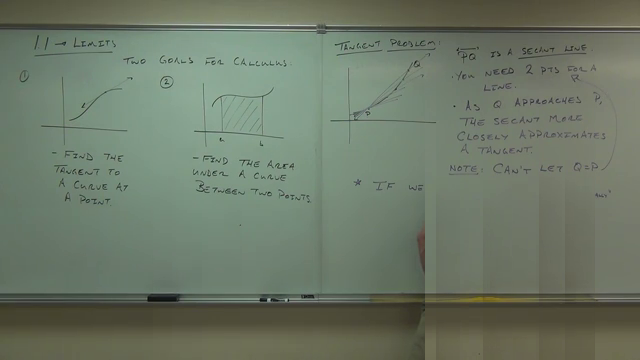 1.1 → LIMITS
TWO GOALS FOR CALCULUS.
①
- FIND THE
TANGENT TO
A CURVE AT
A POINT.
②
- FIND THE AREA
UNDER A CURVE
BETWEEN TWO POINTS.
TANGENT PROBLEM:
Q
P
* IF WE
PQ IS A SECANT LINE.
· YOU NEED 2 PTS FOR A
LINE.
· AS Q APPROACHES P,
THE SECANT MORE
CLOSELY APPROXIMATES
A TANGENT.
NOTE: CAN'T LET Q=P.